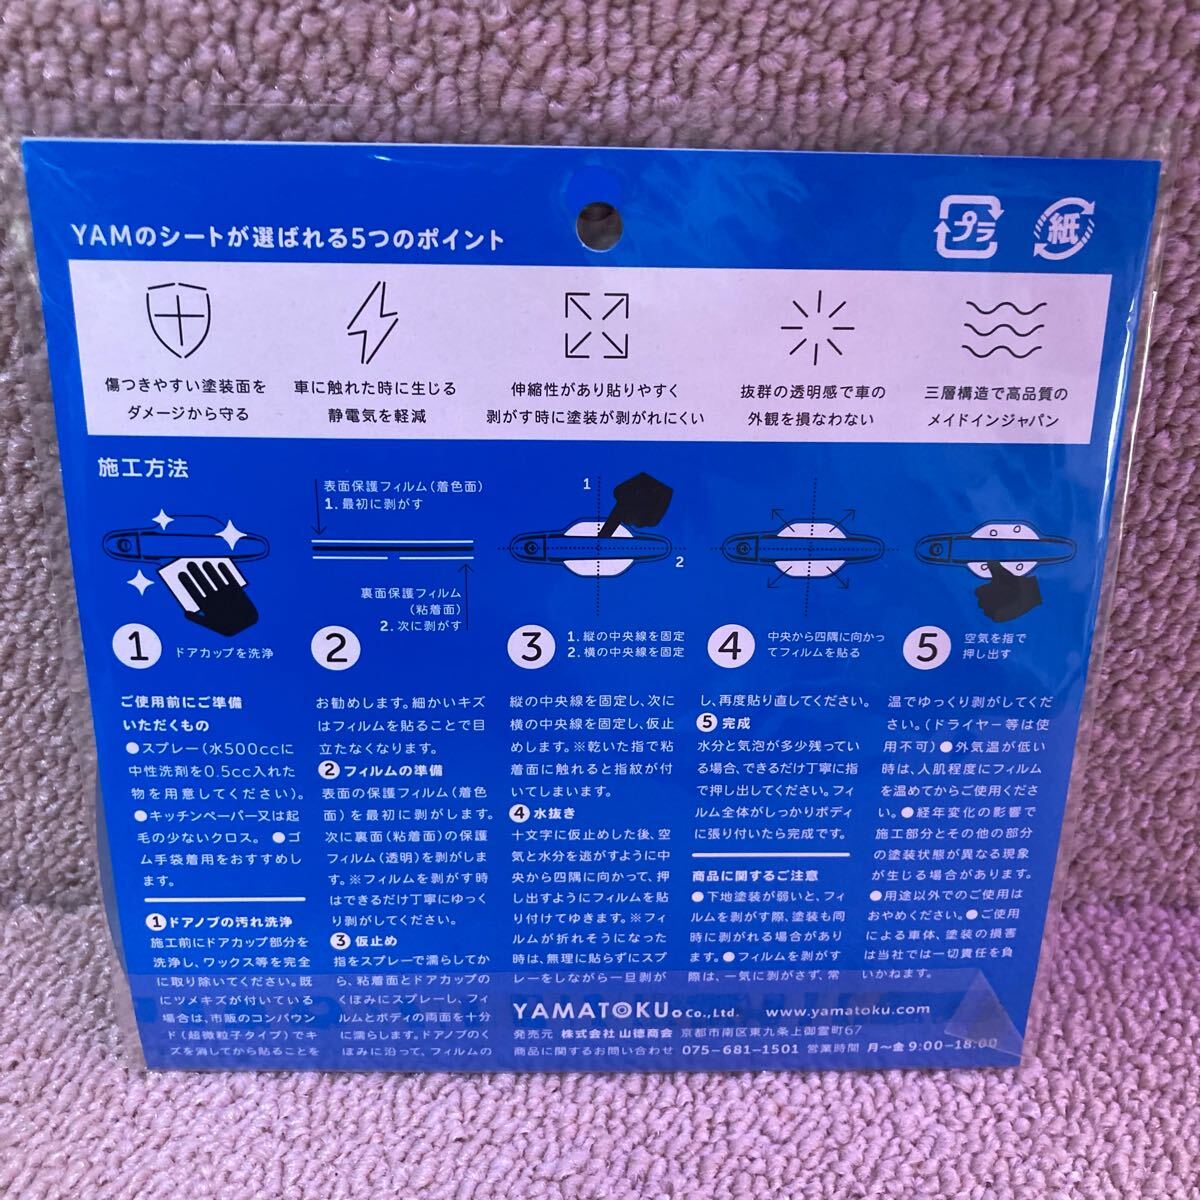 YAMのシートが選ばれる5つのポイント
プラ
紙
傷つきやすい塗装面を
ダメージから守る
車に触れた時に生じる
静電気を軽減
伸縮性があり貼りやすく
剥がす時に塗装が剥がれにくい
抜群の透明感で車の
外観を損なわない
三層構造で高品質の
メイドインジャパン
施工方法
1
ドアカップを洗浄
表面保護フィルム(着色面)
1. 最初に剥がす
裏面保護フィルム
(粘着面)
2. 次に剥がす
2
1
2
3
1. 縦の中央線を固定
2. 横の中央線を固定
4
中央から四隅に向かっ
てフィルムを貼る
5
空気を指で
押し出す
ご使用前にご準備
いただくもの
●スプレー(水500ccに
中性洗剤を0.5cc入れた
物を用意してください)。
●キッチンペーパー又は起
毛の少ないクロス。 ●ゴ
ム手袋着用をおすすめし
ます。
1 ドアノブの汚れ洗浄
施工前にドアカップ部分を
洗浄し、ワックス等を完全
に取り除いてください。既
にツメキズが付いている
場合は、市販のコンパウン
ド(超微粒子タイプ)でキ
ズを消してから貼ることを
お勧めします。細かいキズ
はフィルムを貼ることで目
立たなくなります。
2 フィルムの準備
表面の保護フィルム(着色
面)を最初に剥がします。
次に裏面(粘着面)の保護
フィルム(透明)を剥がしま
す。※フィルムを剥がす時
はできるだけ丁寧にゆっく
り剥がしてください。
3 仮止め
指をスプレーで濡らしてか
ら、粘着面とドアカップの
くぼみにスプレーし、フィ
ルムとボディの両面を十分
に濡らします。ドアノブのく
ぼみに沿って、フィルムの
縦の中央線を固定し、次に
横の中央線を固定し、仮止
めします。※乾いた指で粘
着面に触れると指紋が付
いてしまいます。
4 水抜き
十文字に仮止めした後、空
気と水分を逃がすように中
央から四隅に向かって、押
し出すようにフィルムを貼
り付けてゆきます。※フィ
ルムが折れそうになった
時は、無理に貼らずにスプ
レーをしながら一旦剥が
し、再度貼り直してください。
5 完成
水分と気泡が多少残ってい
る場合、できるだけ丁寧に指
で押し出してください。フィ
ルム全体がしっかりボディ
に張り付いたら完成です。
商品に関するご注意
●下地塗装が弱いと、フィ
ルムを剥がす際、塗装も同
時に剥がれる場合があり
ます。●フィルムを剥がす
際は、一気に剥がさず、常
温でゆっくり剥がしてくだ
さい。(ドライヤー等は使
用不可)●外気温が低い
時は、人肌程度にフィルム
を温めてからご使用くださ
い。●経年変化の影響で
施工部分とその他の部分
の塗装状態が異なる現象
が生じる場合があります。
●用途以外でのご使用は
おやめください。●ご使用
による車体、塗装の損害
は当社では一切責任を負
いかねます。
YAMATOKU。Co.,Ltd. www.yamatoku.com
発売元 株式会社 山徳商会 京都市南区東九条上御霊町67
商品に関するお問い合わせ 075-681-1501 営業時間 月～金 9:00-18:00